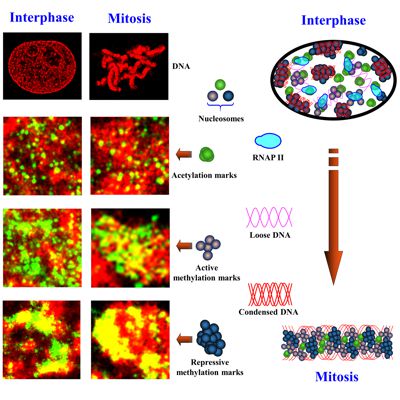 Interphase
Mitosis
Interphase
DNA
Nucleosomes
RNAP II
Acetylation marks
Loose DNA
Active
methylation marks
Condensed DNA
Repressive
methylation marks
Mitosis